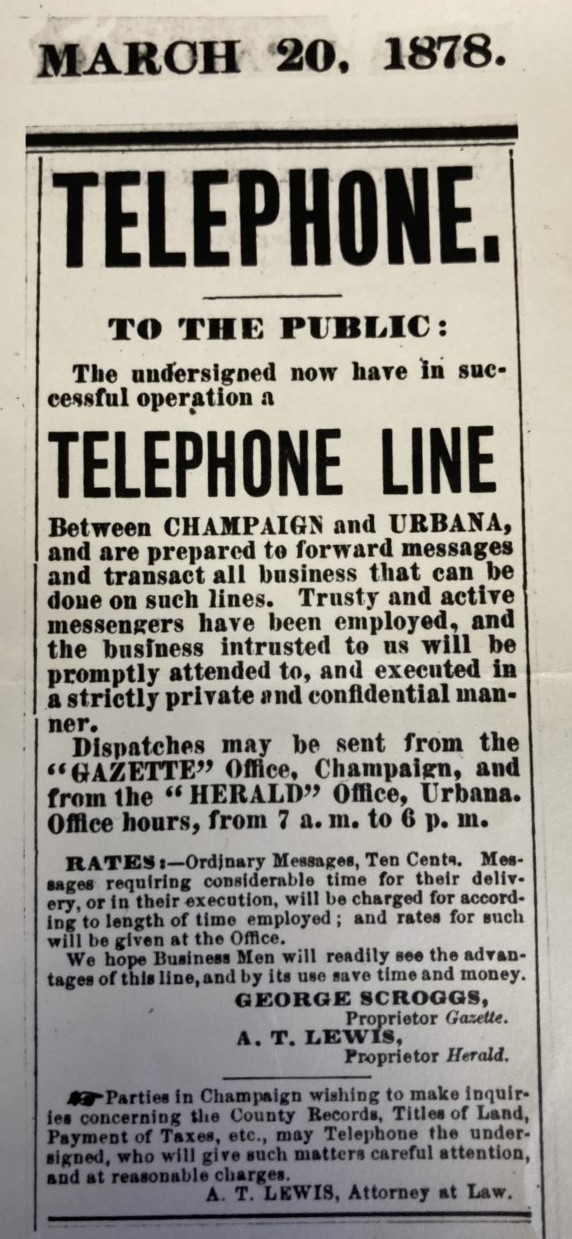 MARCH 20, 1878.
TELEPHONE.
TO THE PUBLIC:
The undersigned now have in suc-
cessful operation a
TELEPHONE LINE
Between CHAMPAIGN and URBANA,
and are prepared to forward messages
and transact all business that can be
done on such lines. Trusty and active
messengers have been employed, and
the business intrusted to us will be
promptly attended to, and executed in
a strictly private and confidential man-
ner.
Dispatches may be sent from the
“GAZETTE” Office, Champaign, and
from the “HERALD” Office, Urbana.
Office hours, from 7 a. m. to 6 p. m.
RATES:—Ordinary Messages, Ten Cents. Mes-
sages requiring considerable time for their deliv-
ery, or in their execution, will be charged for accord-
ing to length of time employed; and rates for such
will be given at the Office.
We hope Business Men will readily see the advan-
tages of this line, and by its use save time and money.
GEORGE SCROGGS,
Proprietor Gazette.
A. T. LEWIS,
Proprietor Herald.
☛Parties in Champaign wishing to make inquir-
ies concerning the County Records, Titles of Land,
Payment of Taxes, etc., may Telephone the under-
signed, who will give such matters careful attention,
and at reasonable charges.
A. T. LEWIS, Attorney at Law.